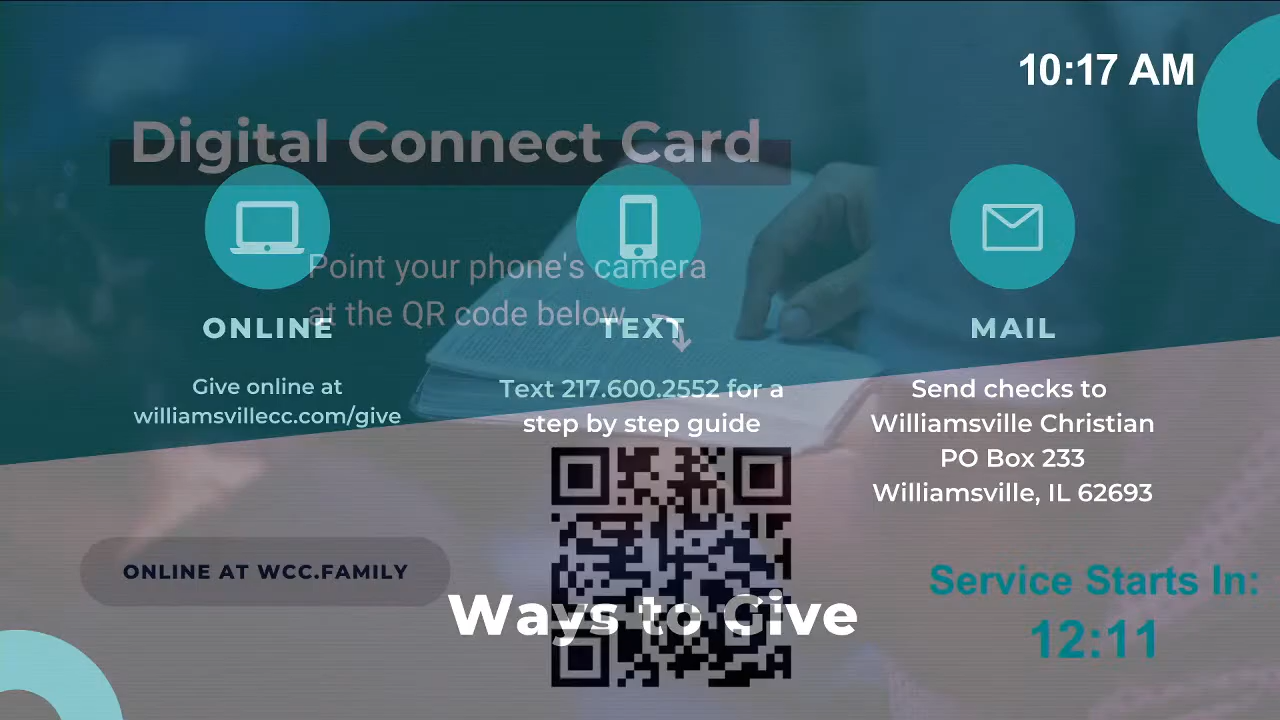 10:17 AM
Digital Connect Card
Point your phone's camera
at the QR code below
ONLINE
Give online at
williamsvillecc.com/give
TEXT
Text 217.600.2552 for a
step by step guide
MAIL
Send checks to
Williamsville Christian
PO Box 233
Williamsville, IL 62693
ONLINE AT WCC.FAMILY
Ways to Give
Service Starts In:
12:11